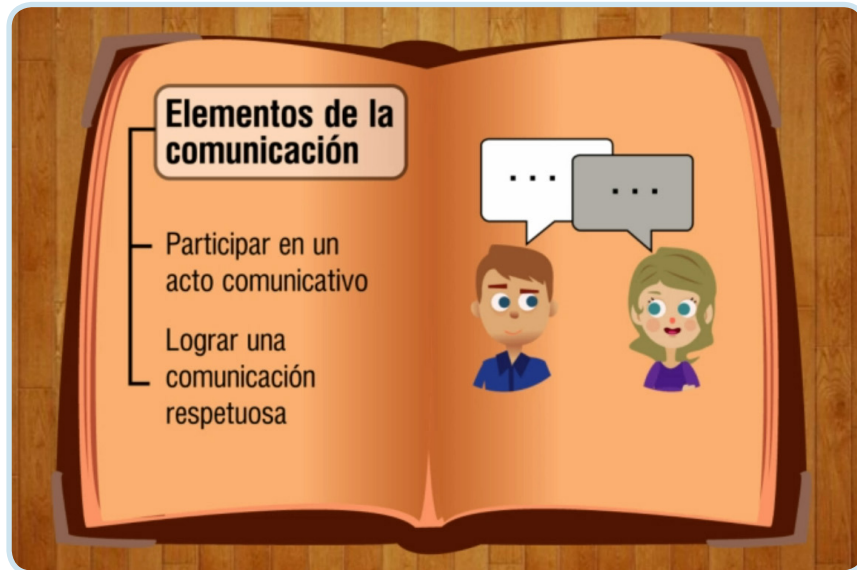 Elementos de la
comunicación
Participar en un
acto comunicativo
Lograr una
comunicación
respetuosa
...
...